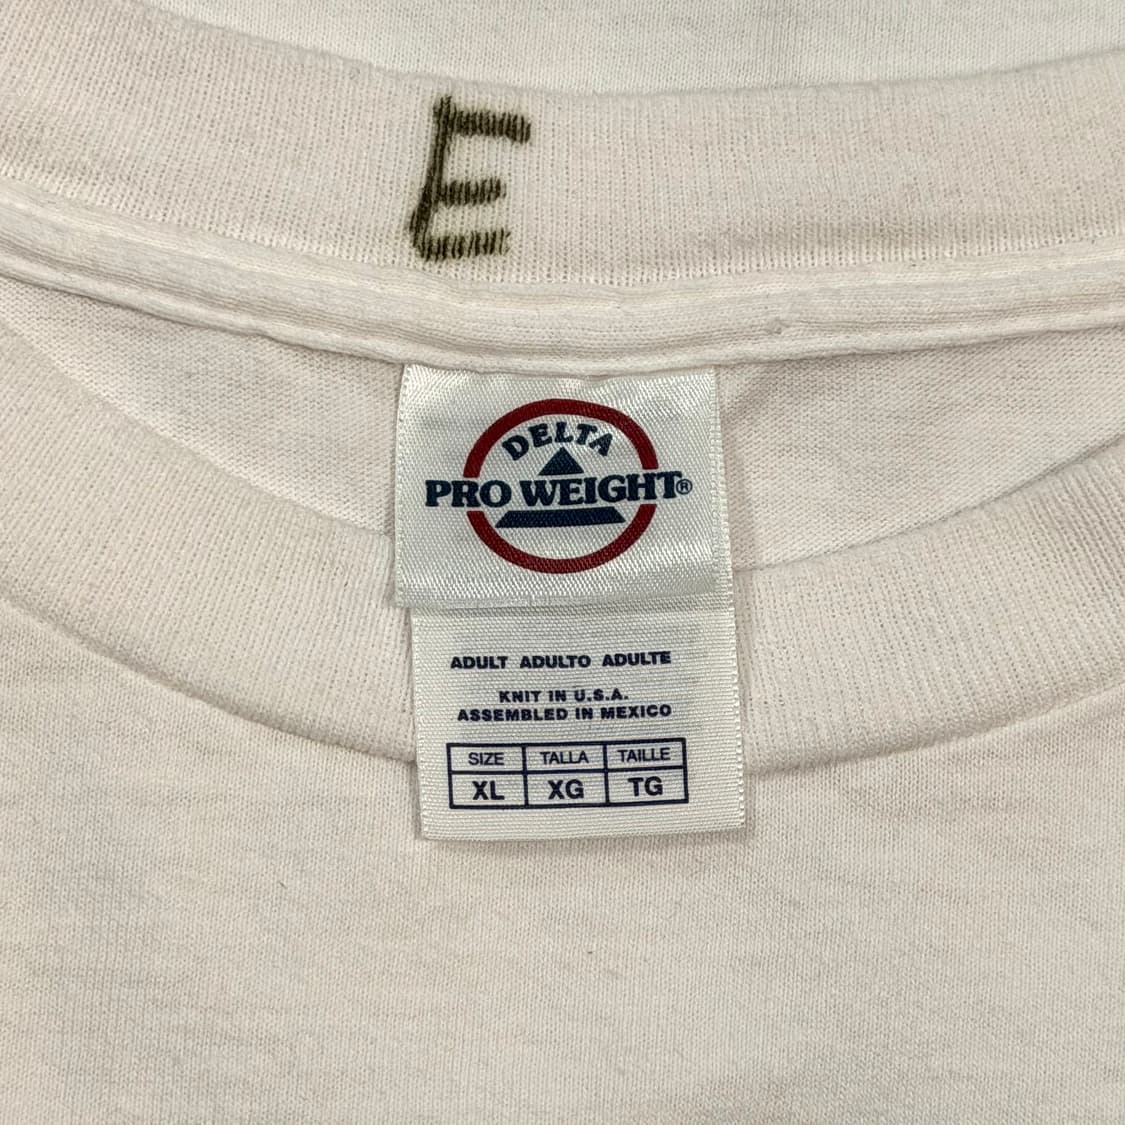 E
DELTA
PRO WEIGHT®
ADULT ADULTO ADULTE
KNIT IN U.S.A.
ASSEMBLED IN MEXICO
SIZE TALLA TAILLE
XL XG TG